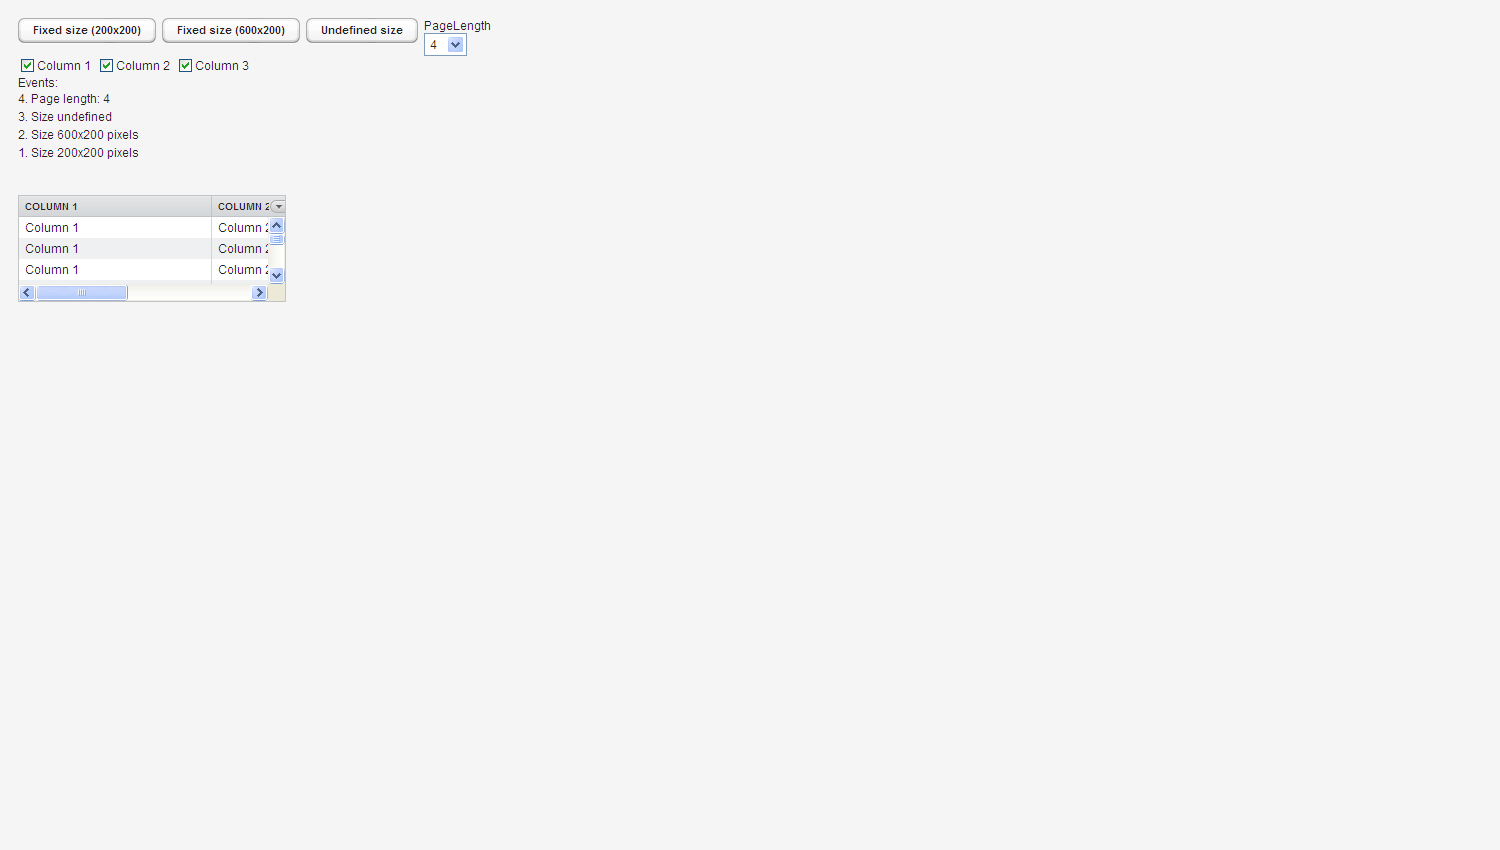 Fixed size (200x200) Fixed size (600x200) Undefined size PageLength
4
Column 1 Column 2 Column 3
Events:
4. Page length: 4
3. Size undefined
2. Size 600x200 pixels
1. Size 200x200 pixels
COLUMN 1 COLUMN 2
Column 1 Column 2
Column 1 Column 2
Column 1 Column 2